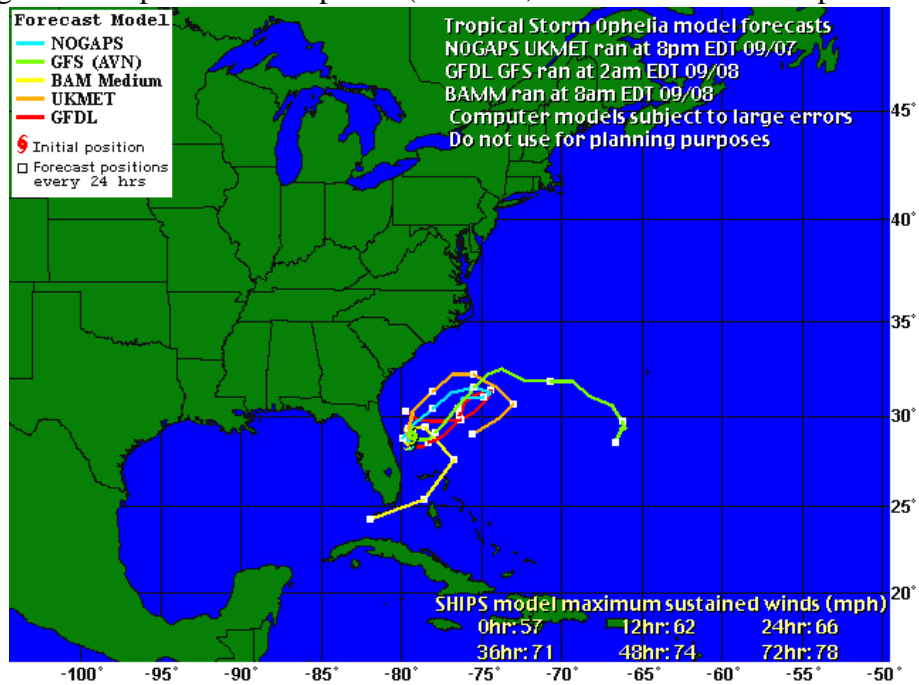 Forecast Model
NOGAPS
GFS (AVN)
BAM Medium
UKMET
GFDL
Initial position
Forecast positions
every 24 hrs
Tropical Storm Ophelia model forecasts
NOGAPS UKMET ran at 8pm EDT 09/07
GFDL GFS ran at 2am EDT 09/08
BAMM ran at 8am EDT 09/08
Computer models subject to large errors
Do not use for planning purposes
45°
40°
35°
30°
25°
20°
SHIPS model maximum sustained winds (mph)
0hr: 57 12hr: 62 24hr: 66
36hr: 71 48hr: 74 72hr: 78
-100° -95° -90° -85° -80° -75° -70° -65° -60° -55° -50°